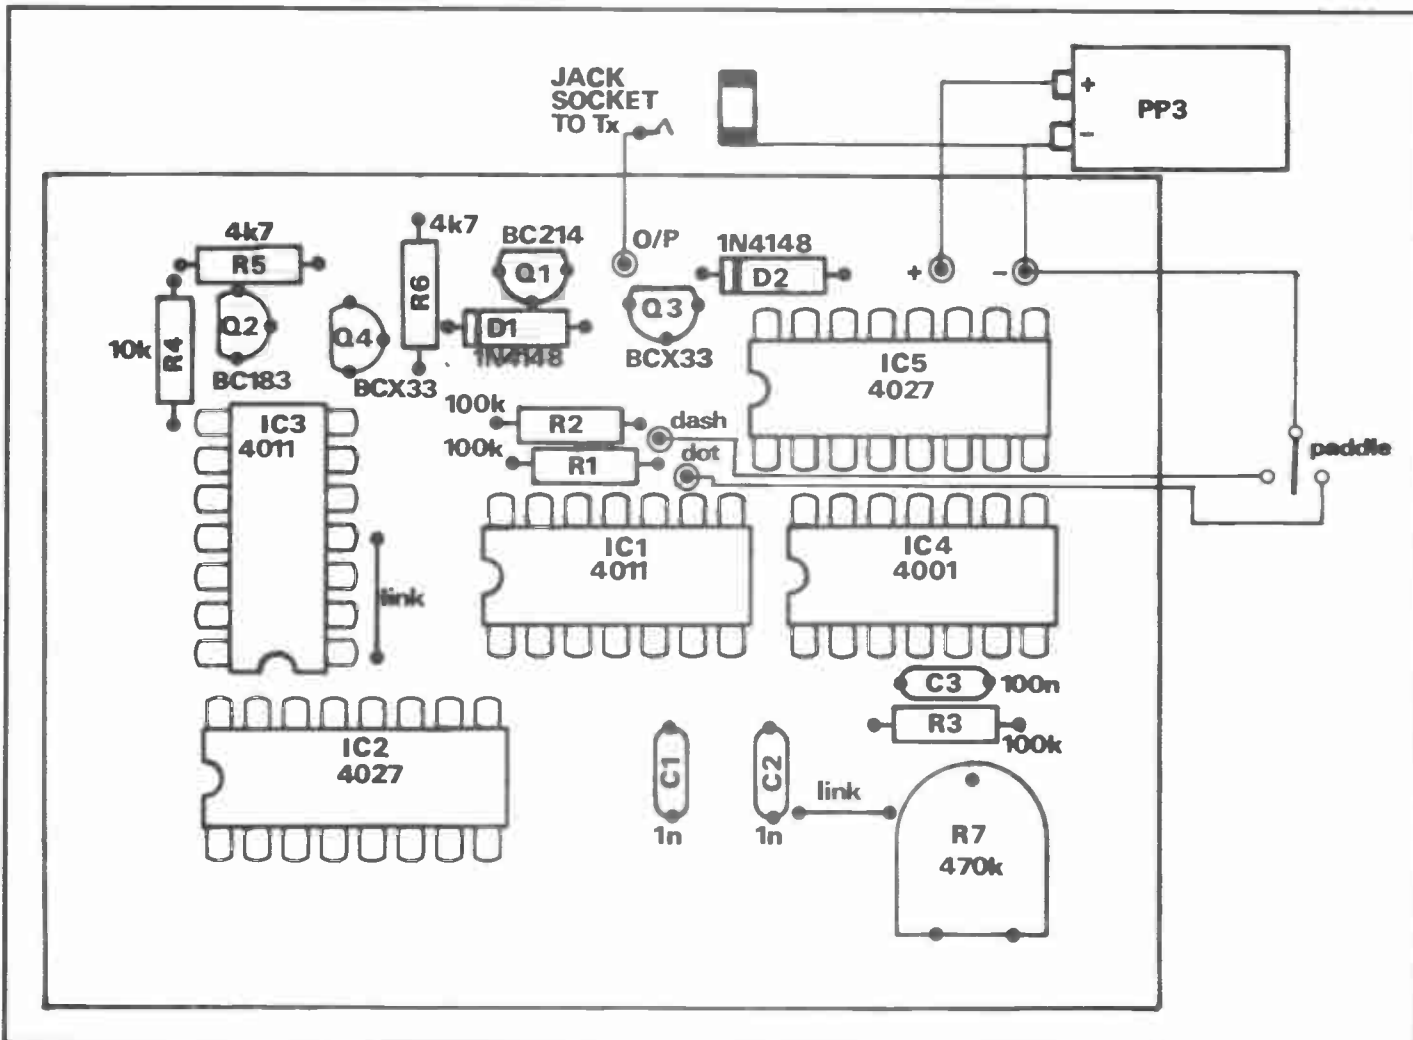 JACK
SOCKET
TO Tx
+
-
PP3
4k7
R5
10k
R4
Q2
BC183
Q4
BCX33
4k7
R6
BC214
Q1
D1
1N4148
O/P
Q3
BCX33
1N4148
D2
+
-
IC5
4027
100k
R2
dash
100k
R1
dot
paddle
IC3
4011
link
IC1
4011
IC4
4001
C3
100n
R3
100k
IC2
4027
C1
1n
C2
1n
link
R7
470k